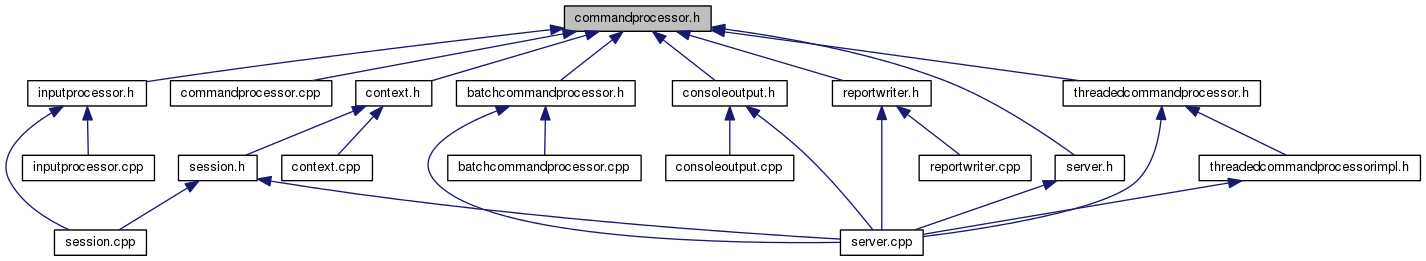 commandprocessor.h
inputprocessor.h
commandprocessor.cpp
context.h
batchcommandprocessor.h
consoleoutput.h
reportwriter.h
threadedcommandprocessor.h
inputprocessor.cpp
session.h
context.cpp
batchcommandprocessor.cpp
consoleoutput.cpp
reportwriter.cpp
server.h
threadedcommandprocessorimpl.h
session.cpp
server.cpp